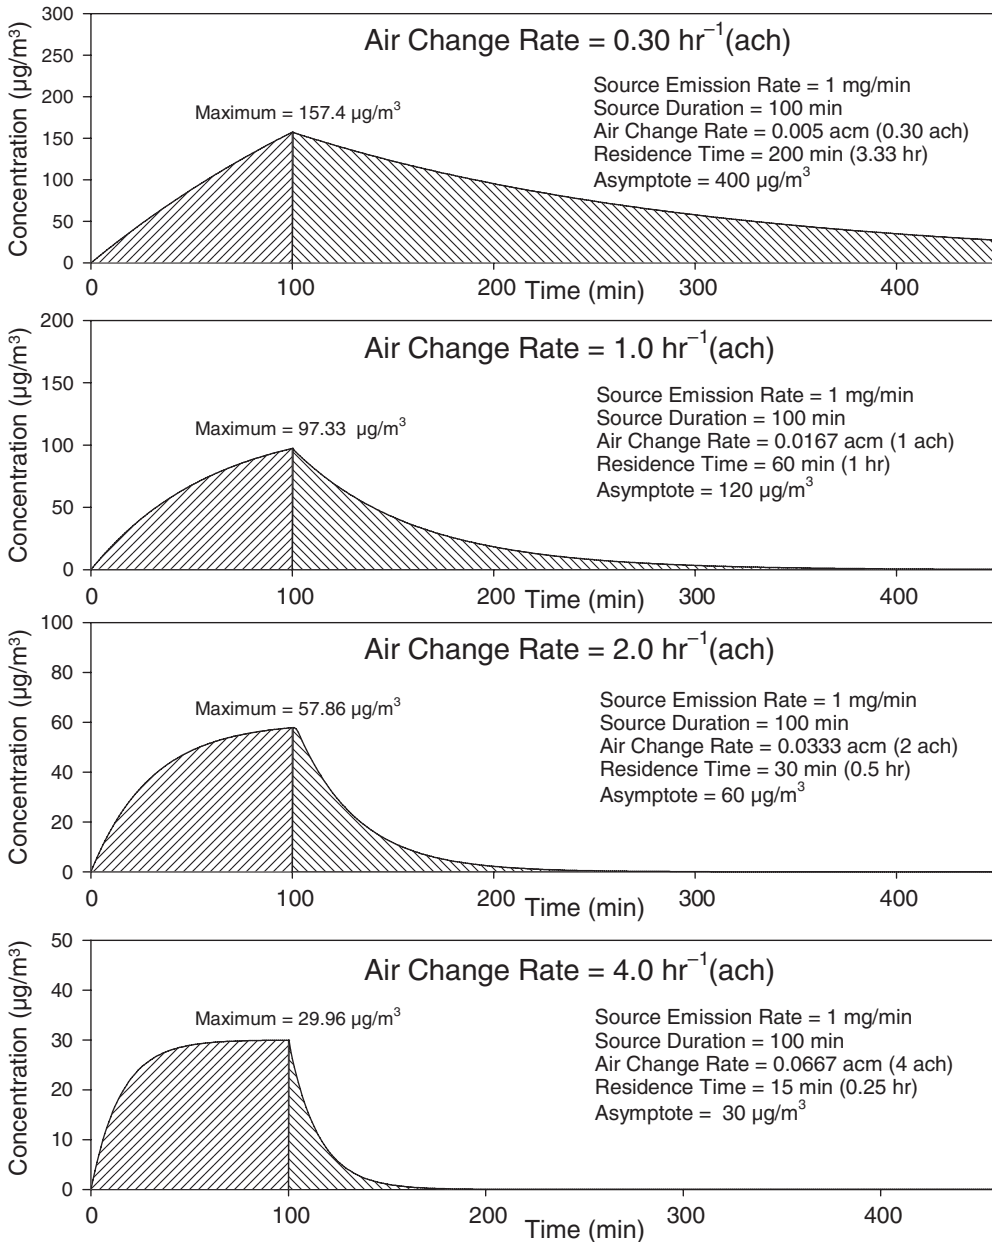 Air Change Rate = 0.30 hr⁻¹(ach)
Source Emission Rate = 1 mg/min
Source Duration = 100 min
Air Change Rate = 0.005 acm (0.30 ach)
Residence Time = 200 min (3.33 hr)
Asymptote = 400 µg/m³
Maximum = 157.4 µg/m³
Concentration (µg/m³)
300
250
200
150
100
50
0
0 100 200 300 400
Time (min)
Air Change Rate = 1.0 hr⁻¹(ach)
Source Emission Rate = 1 mg/min
Source Duration = 100 min
Air Change Rate = 0.0167 acm (1 ach)
Residence Time = 60 min (1 hr)
Asymptote = 120 µg/m³
Maximum = 97.33 µg/m³
Concentration (µg/m³)
200
150
100
50
0
0 100 200 300 400
Time (min)
Air Change Rate = 2.0 hr⁻¹(ach)
Source Emission Rate = 1 mg/min
Source Duration = 100 min
Air Change Rate = 0.0333 acm (2 ach)
Residence Time = 30 min (0.5 hr)
Asymptote = 60 µg/m³
Maximum = 57.86 µg/m³
Concentration (µg/m³)
100
80
60
40
20
0
0 100 200 300 400
Time (min)
Air Change Rate = 4.0 hr⁻¹(ach)
Source Emission Rate = 1 mg/min
Source Duration = 100 min
Air Change Rate = 0.0667 acm (4 ach)
Residence Time = 15 min (0.25 hr)
Asymptote = 30 µg/m³
Maximum = 29.96 µg/m³
Concentration (µg/m³)
50
40
30
20
10
0
0 100 200 300 400
Time (min)